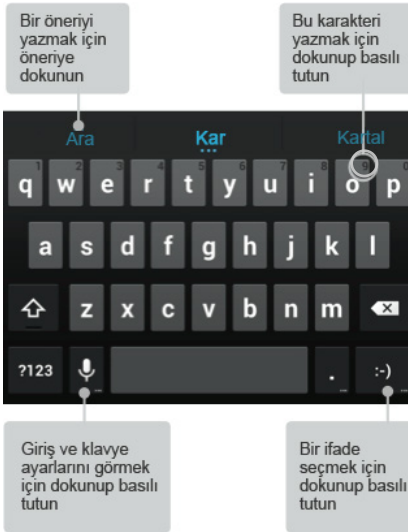 Bir öneriyi
yazmak için
öneriye
dokunun
Bu karakteri
yazmak için
dokunup basılı
tutun
Ara Kar Kartal
1 2 3 4 5 6 7 8 9 0
q w e r t y u i o p
a s d f g h j k l
z x c v b n m
?123 . :-)
Giriş ve klavye
ayarlarını görmek
için dokunup basılı
tutun
Bir ifade
seçmek için
dokunup basılı
tutun